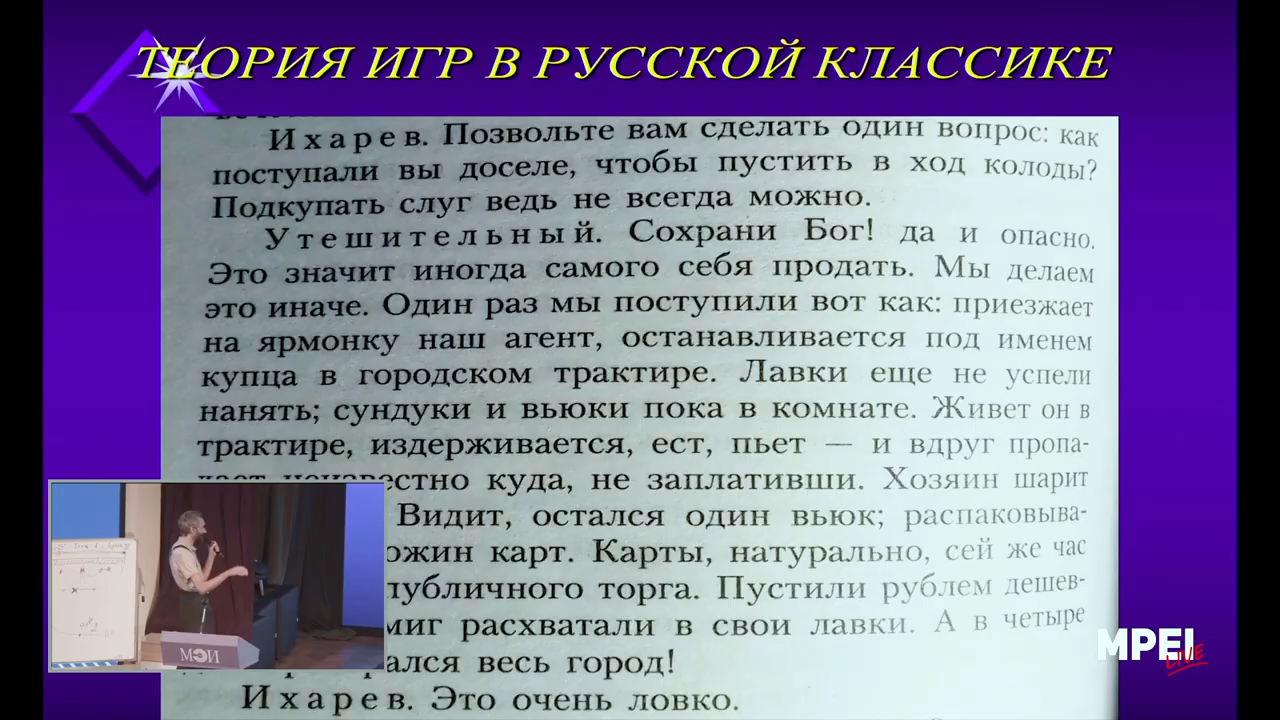 ТЕОРИЯ ИГР В РУССКОЙ КЛАССИКЕ
Ихарев. Позвольте вам сделать один вопрос: как
поступали вы доселе, чтобы пустить в ход колоды?
Подкупать слуг ведь не всегда можно.
Утешительный. Сохрани Бог! да и опасно.
Это значит иногда самого себя продать. Мы делаем
это иначе. Один раз мы поступили вот как: приезжает
на ярмонку наш агент, останавливается под именем
купца в городском трактире. Лавки еще не успели
нанять; сундуки и вьюки пока в комнате. Живет он в
трактире, издерживается, ест, пьет — и вдруг пропа-
дает неизвестно куда, не заплативши. Хозяин шарит
Видит, остался один вьюк; распаковыва-
ожин карт. Карты, натурально, сей же час
публичного торга. Пустили рублем дешев-
миг расхватали в свои лавки. А в четыре
ался весь город!
Ихарев. Это очень ловко.
МЭИ
MPEI
LIVE